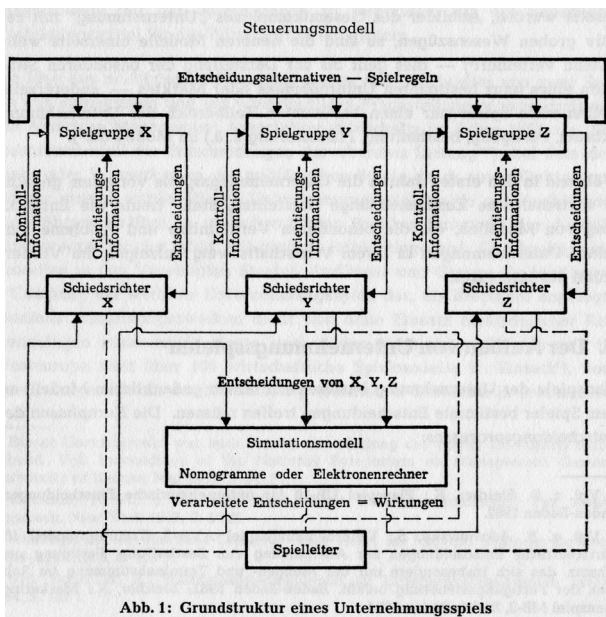 Steuerungsmodell
Entscheidungsalternativen — Spielregeln
Spielgruppe X
Spielgruppe Y
Spielgruppe Z
Kontroll-
Informationen
Orientierungs-
Informationen
Entscheidungen
Kontroll-
Informationen
Orientierungs-
Informationen
Entscheidungen
Kontroll-
Informationen
Orientierungs-
Informationen
Entscheidungen
Schiedsrichter
X
Schiedsrichter
Y
Schiedsrichter
Z
Entscheidungen von X, Y, Z
Simulationsmodell
Nomogramme oder Elektronenrechner
Verarbeitete Entscheidungen = Wirkungen
Spielleiter
Abb. 1: Grundstruktur eines Unternehmungsspiels